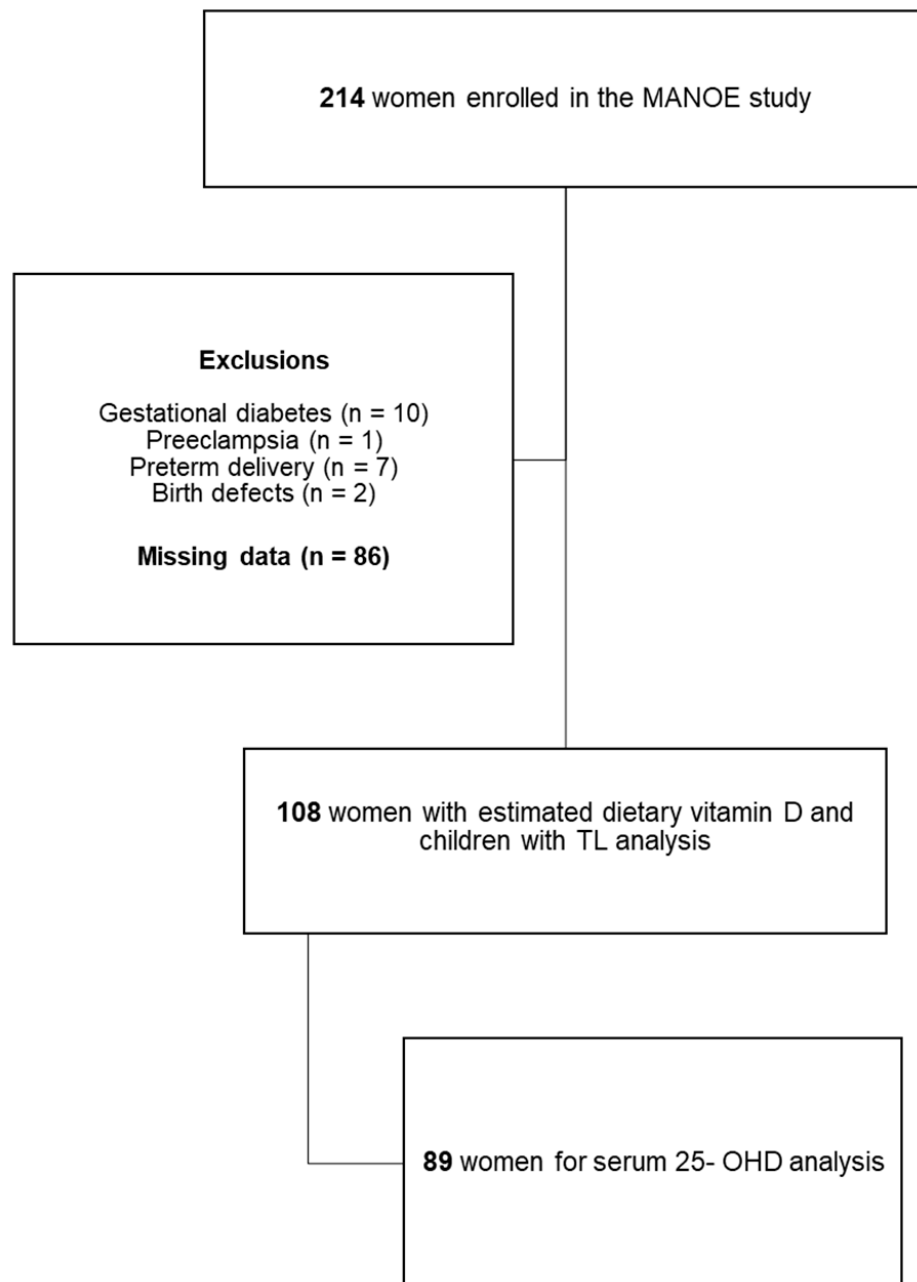 214 women enrolled in the MANOE study
Exclusions
Gestational diabetes (n = 10)
Preeclampsia (n = 1)
Preterm delivery (n = 7)
Birth defects (n = 2)
Missing data (n = 86)
108 women with estimated dietary vitamin D and
children with TL analysis
89 women for serum 25- OHD analysis